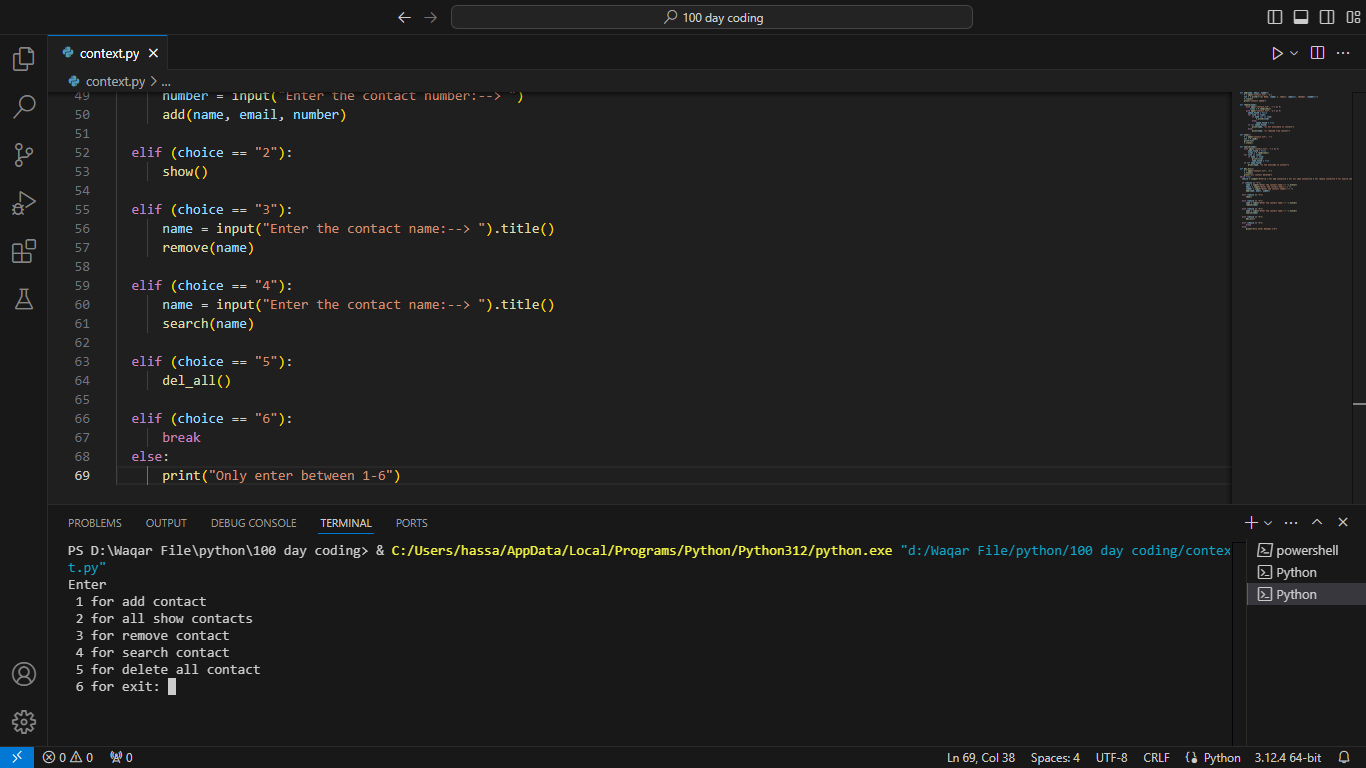 100 day coding
context.py
context.py > ...
49 number = input("Enter the contact number:--> ")
50 add(name, email, number)
51
52 elif (choice == "2"):
53 show()
54
55 elif (choice == "3"):
56 name = input("Enter the contact name:--> ").title()
57 remove(name)
58
59 elif (choice == "4"):
60 name = input("Enter the contact name:--> ").title()
61 search(name)
62
63 elif (choice == "5"):
64 del_all()
65
66 elif (choice == "6"):
67 break
68 else:
69 print("Only enter between 1-6")
PROBLEMS OUTPUT DEBUG CONSOLE TERMINAL PORTS
PS D:\Waqar File\python\100 day coding> & C:/Users/hassa/AppData/Local/Programs/Python/Python312/python.exe "d:/Waqar File/python/100 day coding/contex
t.py"
Enter
1 for add contact
2 for all show contacts
3 for remove contact
4 for search contact
5 for delete all contact
6 for exit:
powershell
Python
Python
0 0 0 Ln 69, Col 38 Spaces: 4 UTF-8 CRLF Python 3.12.4 64-bit